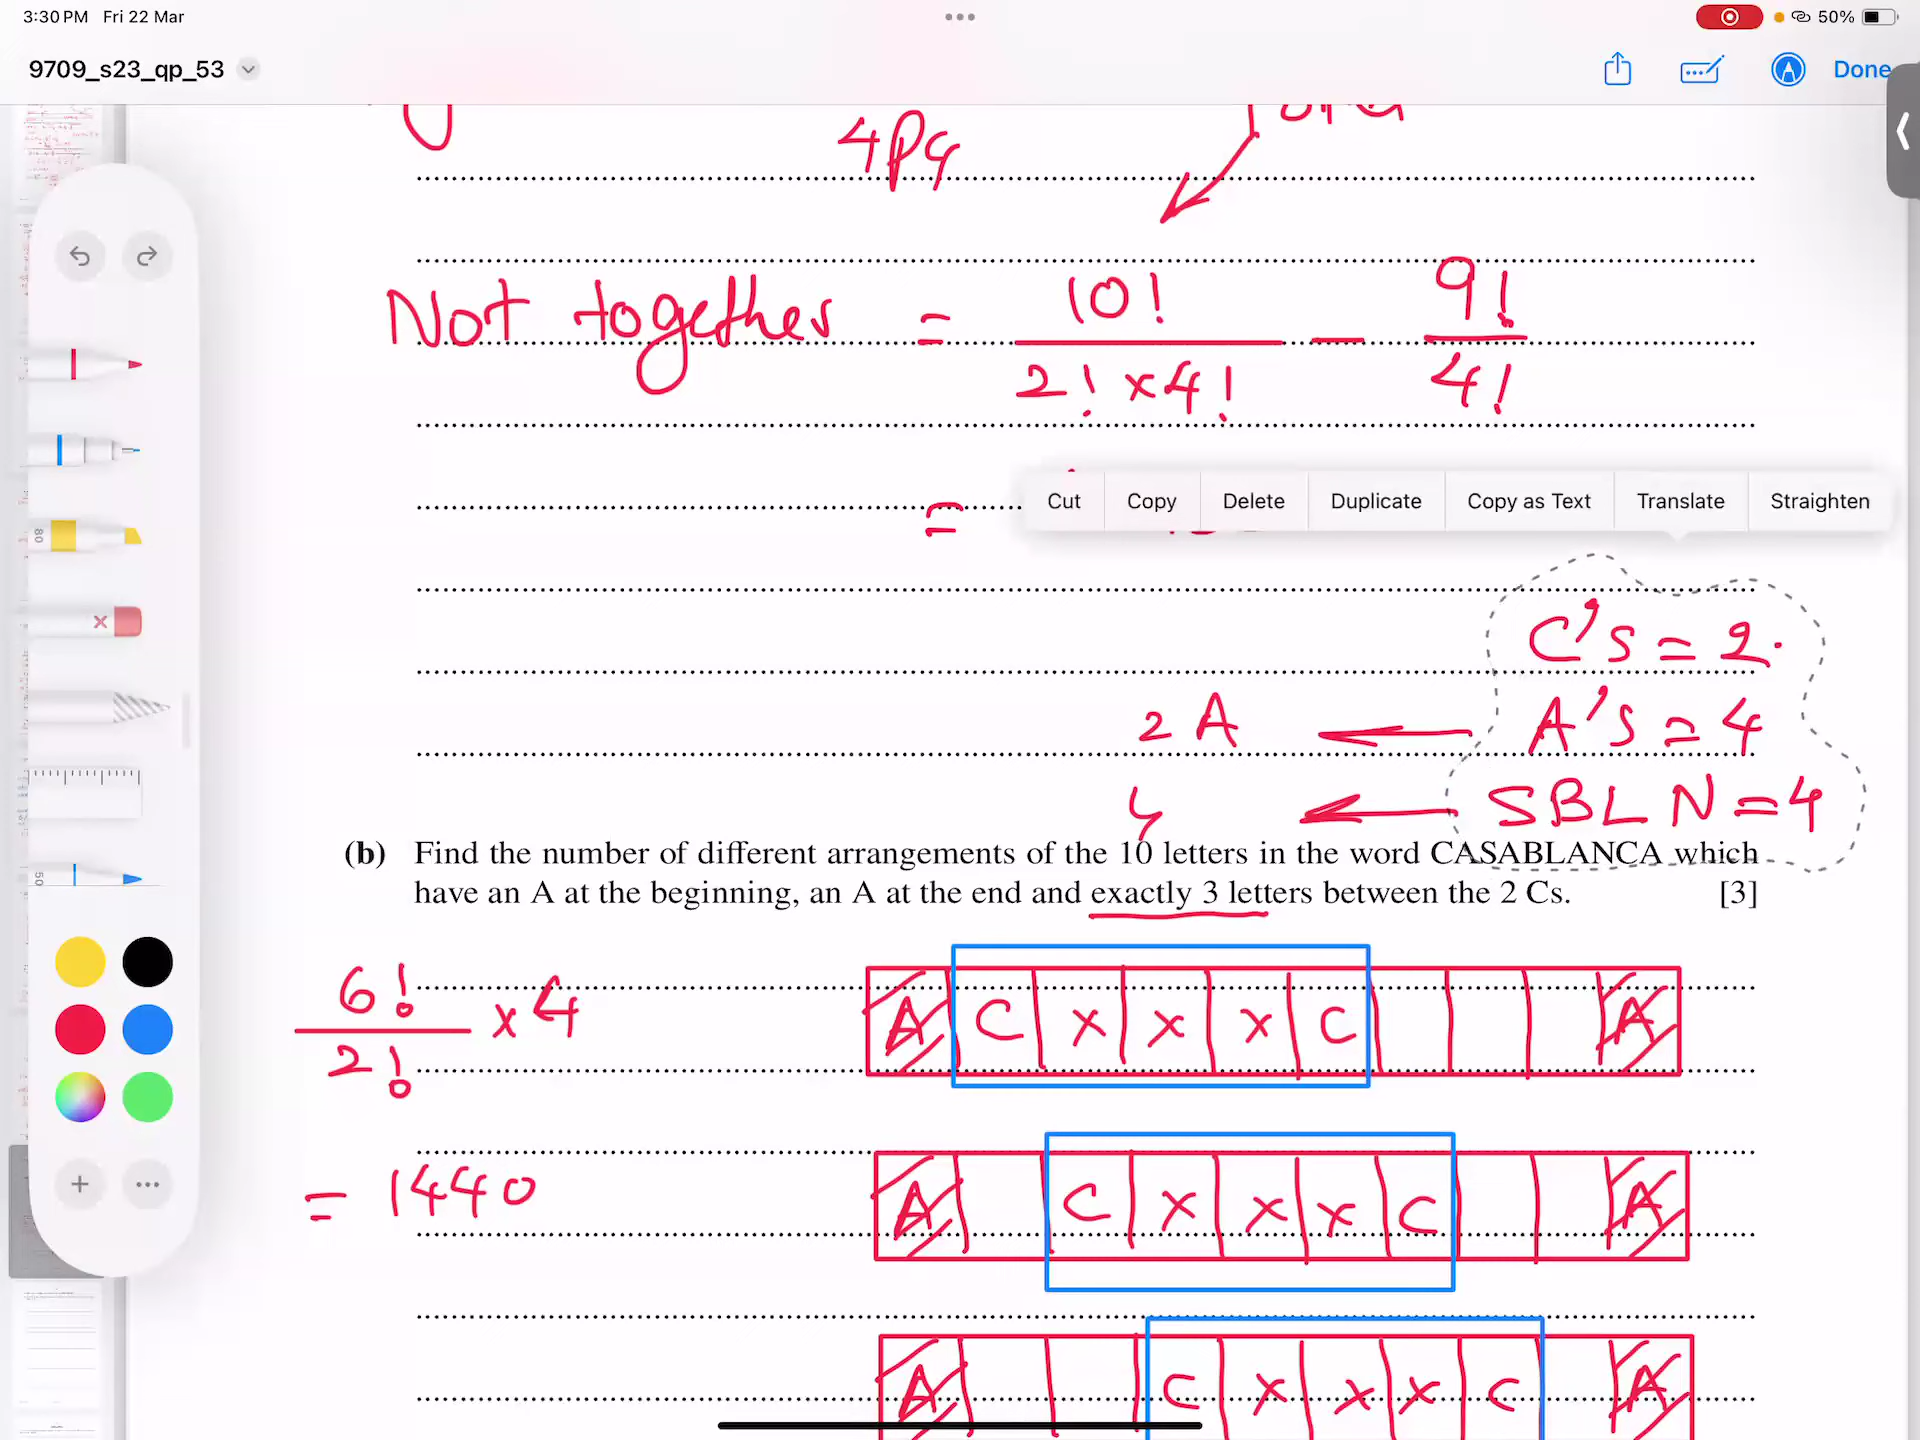 3:30 PM Fri 22 Mar
50%
9709_s23_qp_53
Done
4P4
Not together = 10! / 2! x 4! - 9! / 4!
=
Cut Copy Delete Duplicate Copy as Text Translate Straighten
C's = 2.
2 A ← A's = 4
4 ← SBLN = 4
(b) Find the number of different arrangements of the 10 letters in the word CASABLANCA which
have an A at the beginning, an A at the end and exactly 3 letters between the 2 Cs. [3]
6! / 2! x 4
A C x x x C A
= 1440
A C x x x C A
A C x x x C A
80
50